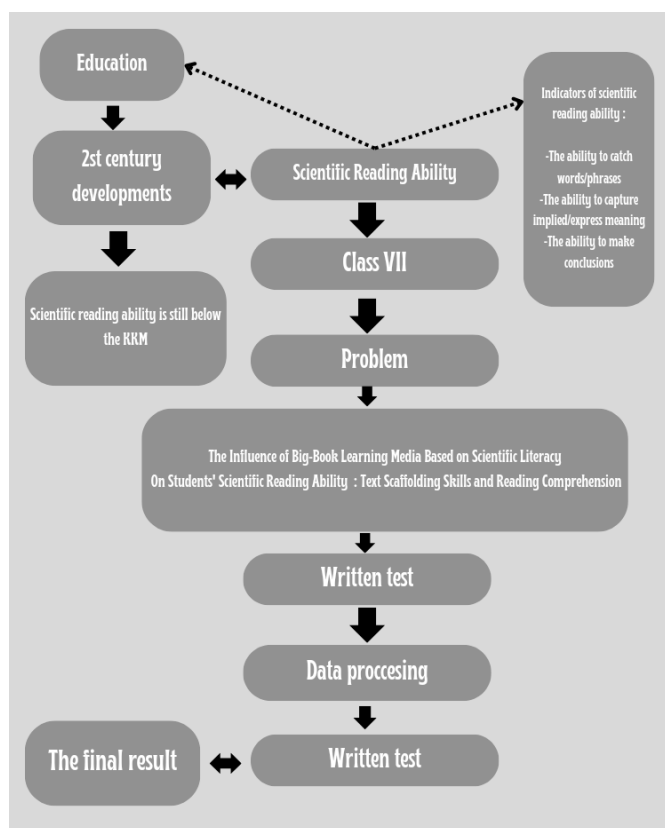 Education
Indicators of scientific
reading ability :
-The ability to catch
words/phrases
-The ability to capture
implied/express meaning
-The ability to make
conclusions
2st century
developments
Scientific Reading Ability
Class VII
Scientific reading ability is still below
the KKM
Problem
The Influence of Big-Book Learning Media Based on Scientific Literacy
On Students' Scientific Reading Ability : Text Scaffolding Skills and Reading Comprehension
Written test
Data proccesing
The final result
Written test